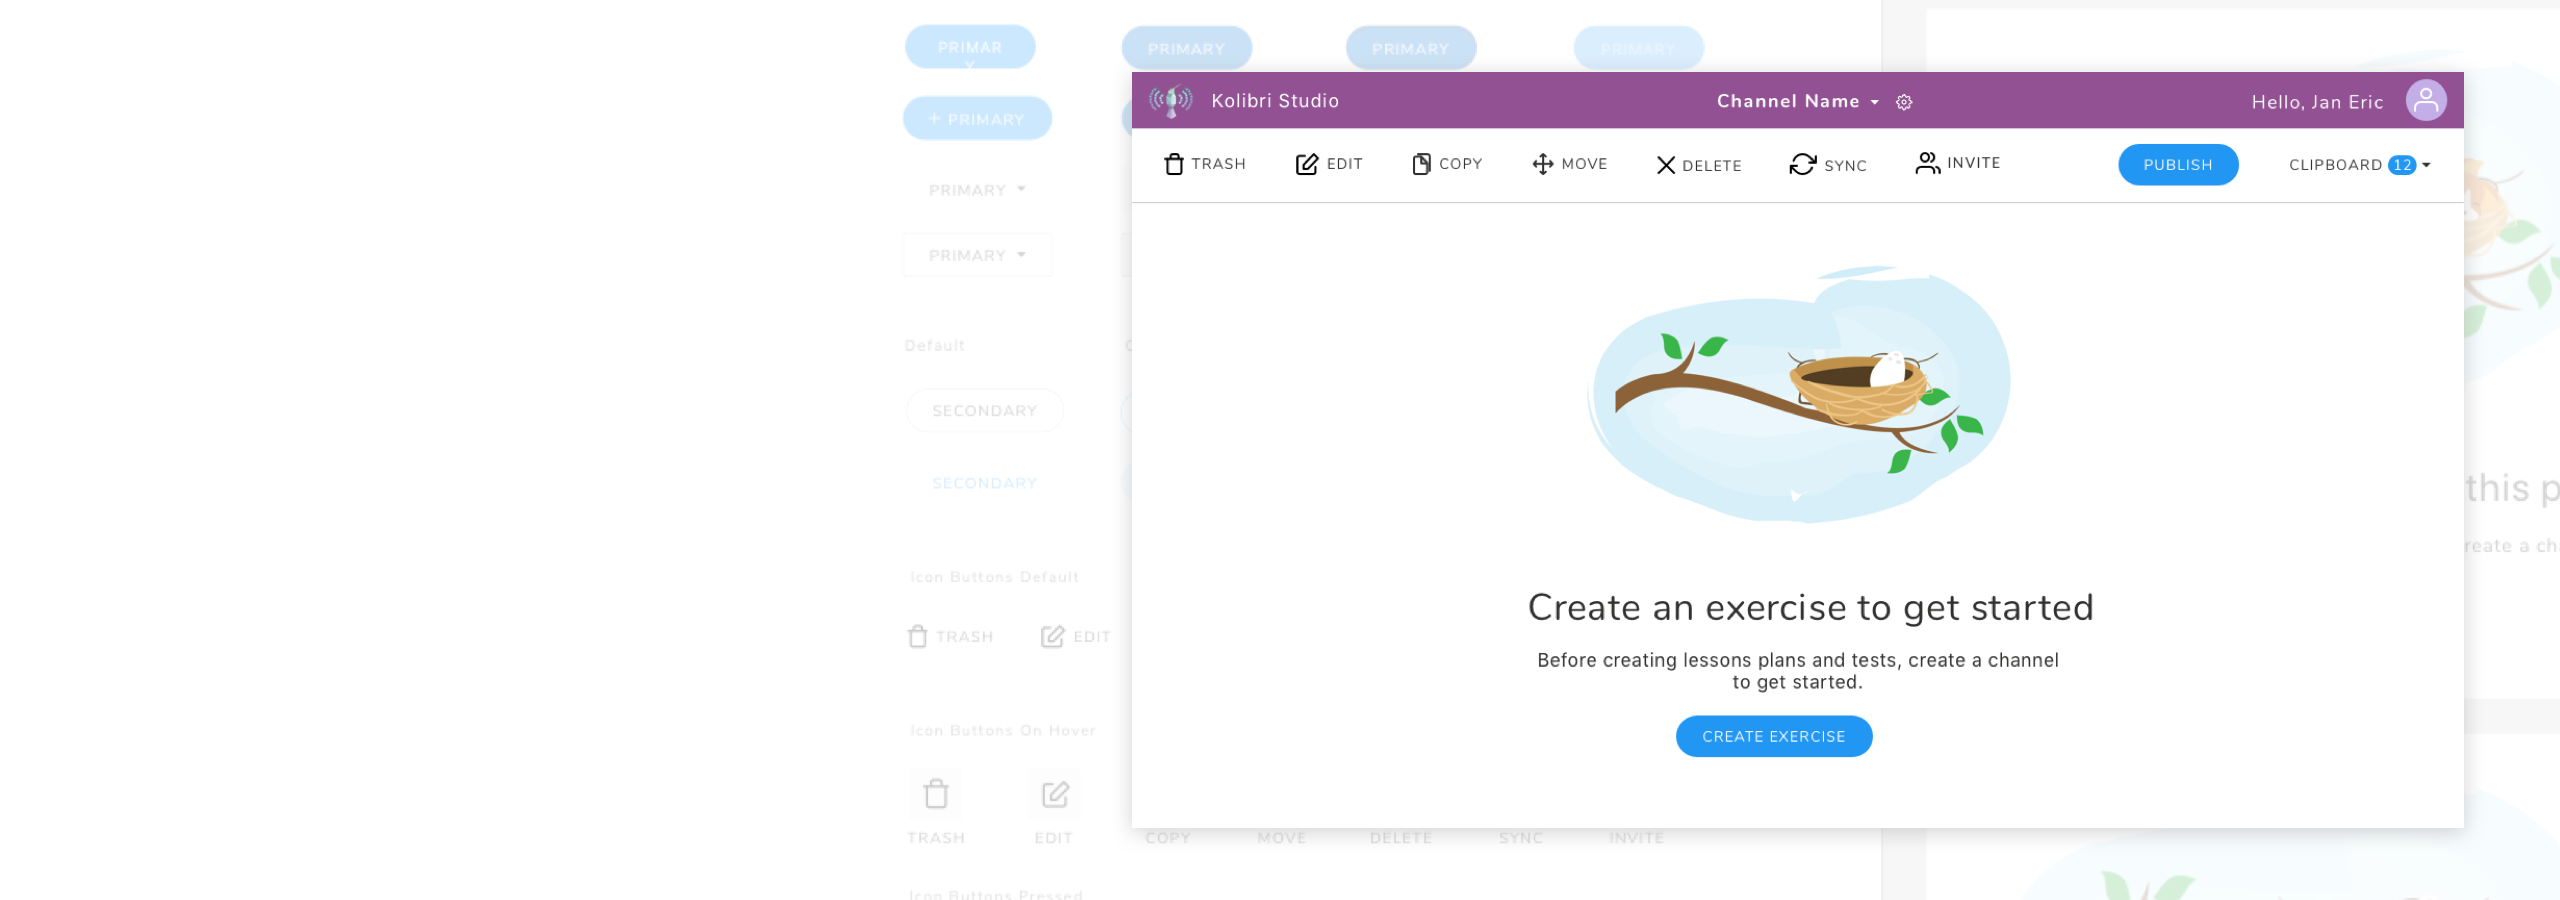 PRIMAR
Y
PRIMARY
PRIMARY
PRIMARY
+ PRIMARY
PRIMARY
PRIMARY
Default
SECONDARY
SECONDARY
Icon Buttons Default
TRASH
EDIT
Icon Buttons On Hover
TRASH
EDIT
COPY
MOVE
DELETE
SYNC
INVITE
Icon Buttons Pressed
Kolibri Studio
Channel Name
Hello, Jan Eric
TRASH
EDIT
COPY
MOVE
DELETE
SYNC
INVITE
PUBLISH
CLIPBOARD 12
Create an exercise to get started
Before creating lessons plans and tests, create a channel
to get started.
CREATE EXERCISE
this p
reate a ch